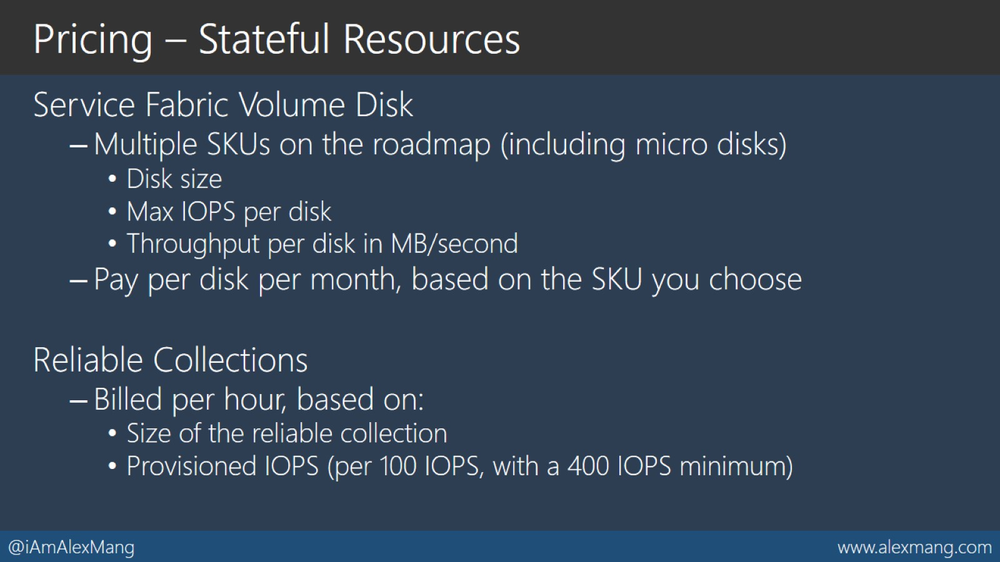 Pricing – Stateful Resources
Service Fabric Volume Disk
– Multiple SKUs on the roadmap (including micro disks)
• Disk size
• Max IOPS per disk
• Throughput per disk in MB/second
– Pay per disk per month, based on the SKU you choose
Reliable Collections
– Billed per hour, based on:
• Size of the reliable collection
• Provisioned IOPS (per 100 IOPS, with a 400 IOPS minimum)
@iAmAlexMang
www.alexmang.com